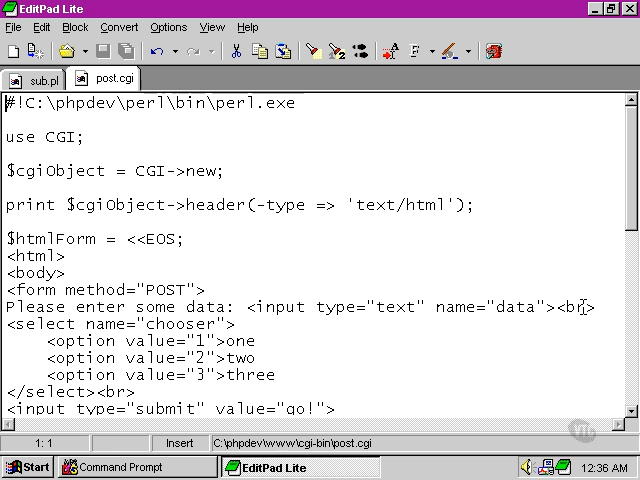 EditPad Lite
File Edit Block Convert Options View Help
sub.pl post.cgi
#!C:\phpdev\perl\bin\perl.exe
use CGI;
$cgiObject = CGI->new;
print $cgiObject->header(-type => 'text/html');
$htmlForm = <<EOS;
<html>
<body>
<form method="POST">
Please enter some data: <input type="text" name="data"><br>
<select name="chooser">
<option value="1">one
<option value="2">two
<option value="3">three
</select><br>
<input type="submit" value="go!">
1: 1 Insert C:\phpdev\www\cgi-bin\post.cgi
Start Command Prompt EditPad Lite 12:36 AM